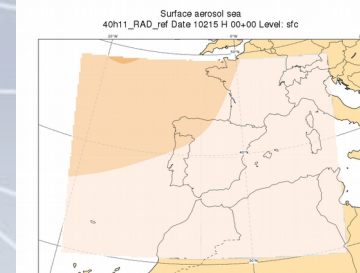 Surface aerosol sea
40h11_RAD_ref Date 10215 H 00+00 Level: sfc